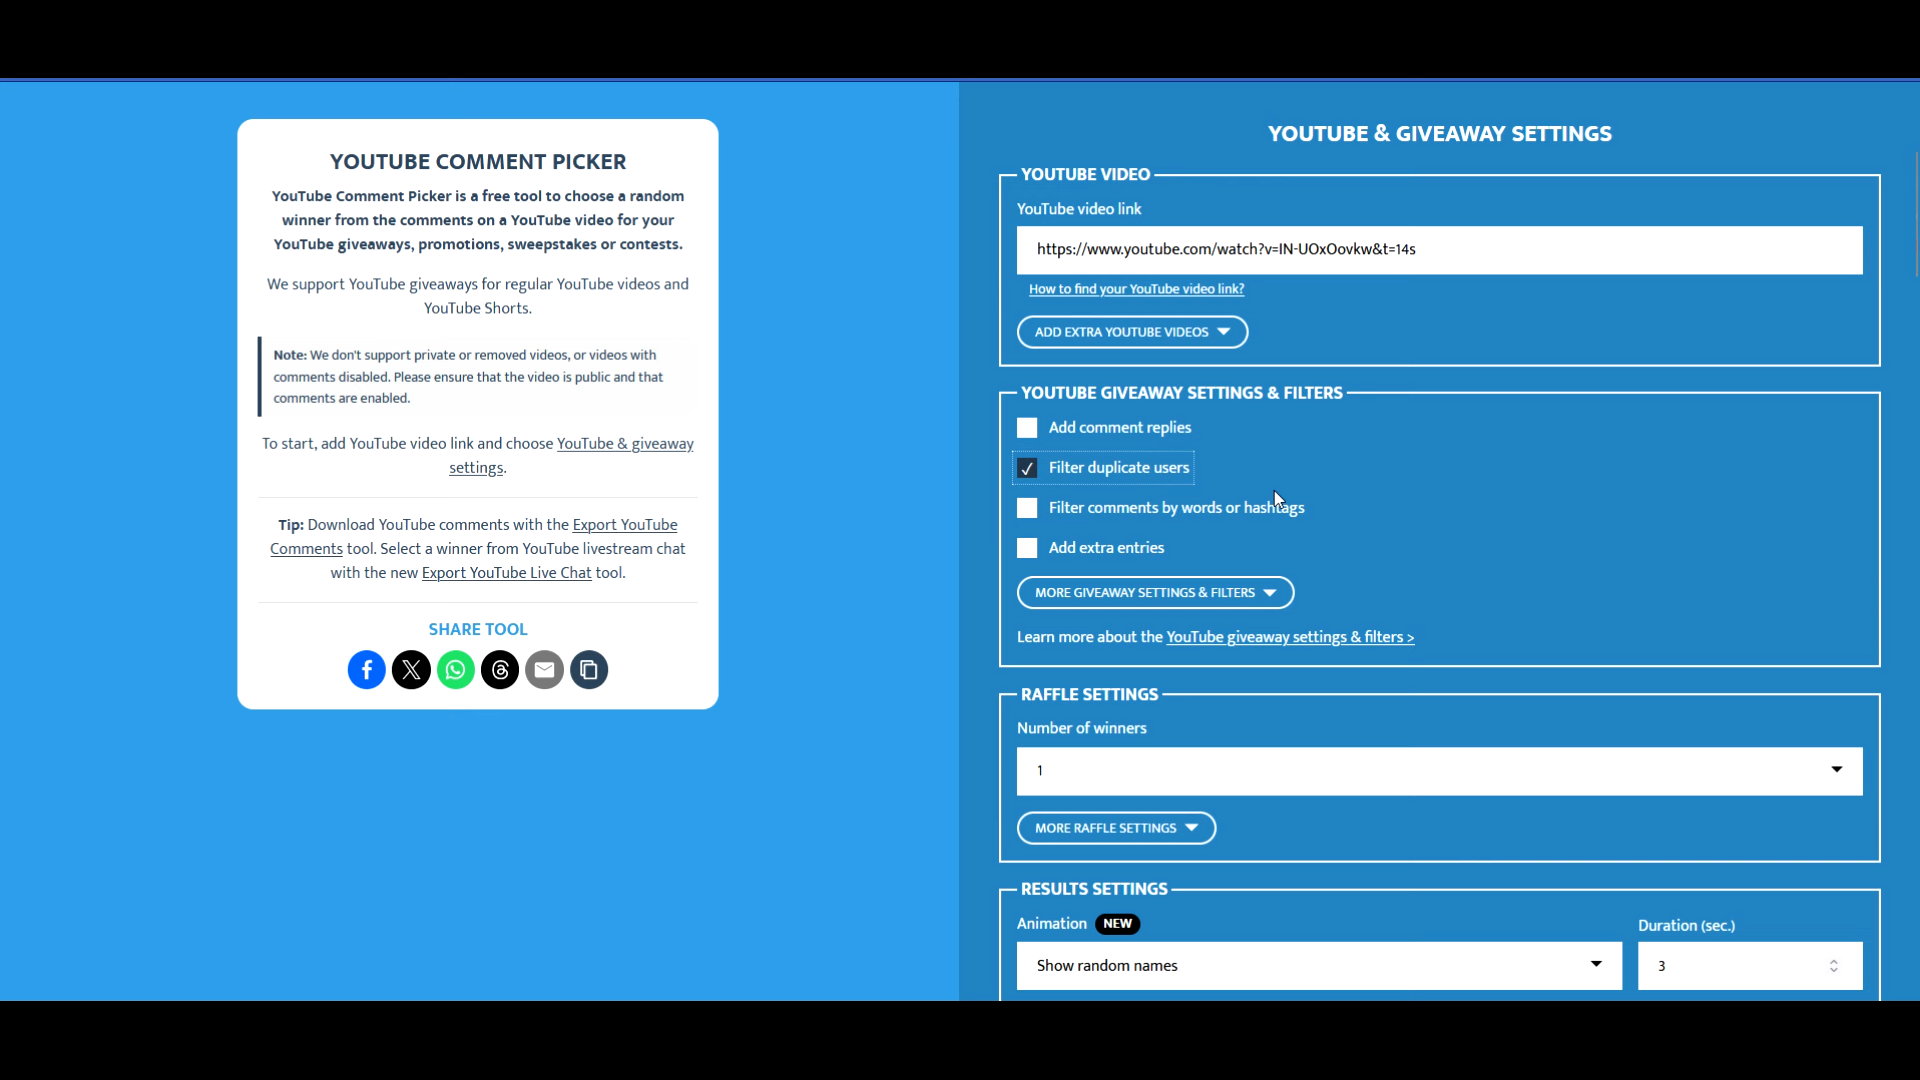 YOUTUBE COMMENT PICKER
YouTube Comment Picker is a free tool to choose a random
winner from the comments on a YouTube video for your
YouTube giveaways, promotions, sweepstakes or contests.
We support YouTube giveaways for regular YouTube videos and
YouTube Shorts.
Note: We don't support private or removed videos, or videos with
comments disabled. Please ensure that the video is public and that
comments are enabled.
To start, add YouTube video link and choose YouTube & giveaway
settings.
Tip: Download YouTube comments with the Export YouTube
Comments tool. Select a winner from YouTube livestream chat
with the new Export YouTube Live Chat tool.
SHARE TOOL
YOUTUBE & GIVEAWAY SETTINGS
YOUTUBE VIDEO
YouTube video link
https://www.youtube.com/watch?v=IN-UOxOovkw&t=14s
How to find your YouTube video link?
ADD EXTRA YOUTUBE VIDEOS
YOUTUBE GIVEAWAY SETTINGS & FILTERS
Add comment replies
Filter duplicate users
Filter comments by words or hashtags
Add extra entries
MORE GIVEAWAY SETTINGS & FILTERS
Learn more about the YouTube giveaway settings & filters >
RAFFLE SETTINGS
Number of winners
1
MORE RAFFLE SETTINGS
RESULTS SETTINGS
Animation NEW
Duration (sec.)
Show random names
3